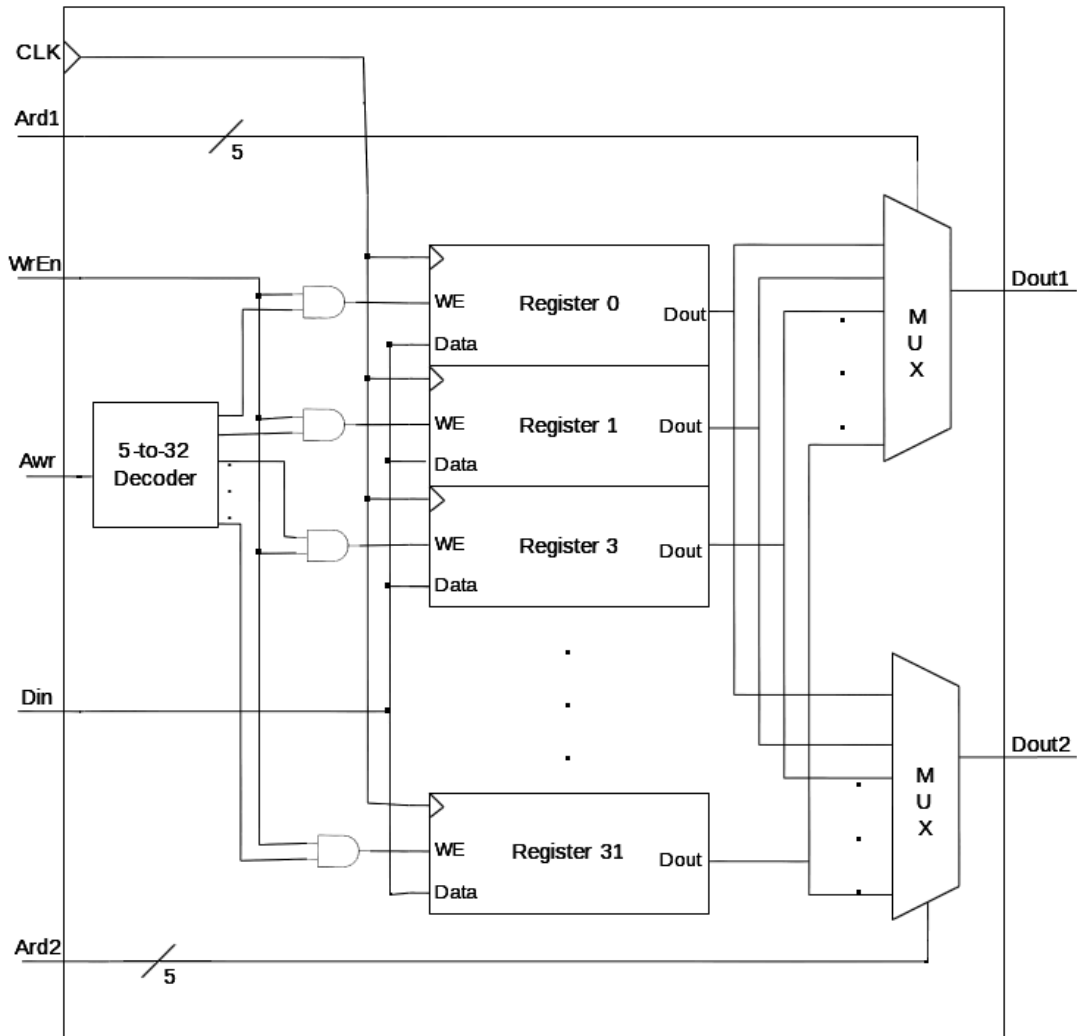 CLK
Ard1
5
WrEn
Dout1
WE
Register 0
Dout
Data
M
U
X
WE
Register 1
Dout
Data
5-to-32
Decoder
Awr
WE
Register 3
Dout
Data
Din
Dout2
M
U
X
WE
Register 31
Dout
Data
Ard2
5